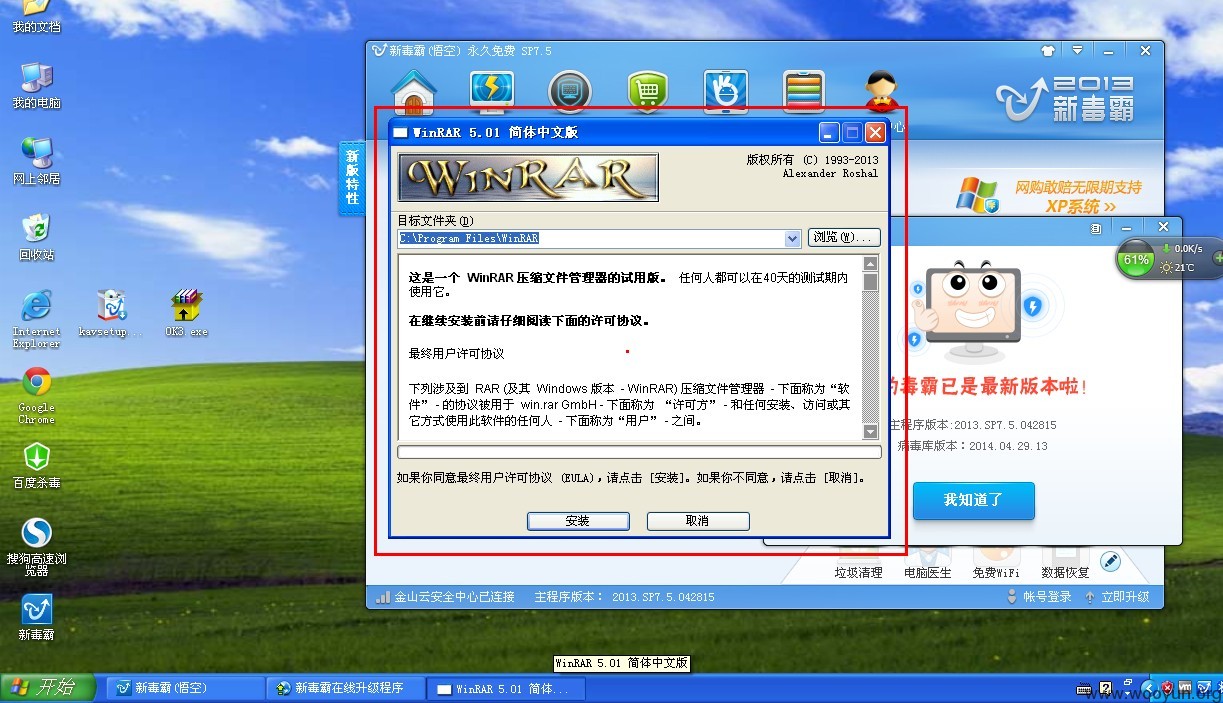 我的文档
我的电脑
网上邻居
回收站
Internet
Explorer
kavsetup....
OK3.exe
Google
Chrome
百度杀毒
搜狗高速浏
览器
新毒霸
新毒霸(悟空) 永久免费 SP7.5
2013
新毒霸
心
新版特性
网购敢赔无限期支持
XP系统 >>
WinRAR 5.01 简体中文版
WINRAR
版权所有 (C) 1993-2013
Alexander Roshal
目标文件夹(D)
C:\Program Files\WinRAR
浏览(W)...
这是一个 WinRAR 压缩文件管理器的试用版。 任何人都可以在40天的测试期内
使用它。
在继续安装前请仔细阅读下面的许可协议。
最终用户许可协议
下列涉及到 RAR (及其 Windows 版本 - WinRAR) 压缩文件管理器 - 下面称为“软
件” - 的协议被用于 win.rar GmbH - 下面称为 “许可方” - 和任何安装、访问或其
它方式使用此软件的任何人 - 下面称为“用户” - 之间。
如果你同意最终用户许可协议 (EULA)，请点击 [安装]。如果你不同意，请点击 [取消]。
安装
取消
61%
0.0K/s
21℃
的毒霸已是最新版本啦!
主程序版本:2013.SP7.5.042815
病毒库版本：2014.04.29.13
我知道了
垃圾清理
电脑医生
免费WiFi
数据恢复
金山云安全中心已连接
主程序版本： 2013.SP7.5.042815
帐号登录
立即升级
WinRAR 5.01 简体中文版
开始
新毒霸(悟空)
新毒霸在线升级程序
WinRAR 5.01 简体...
www.wooyun.org